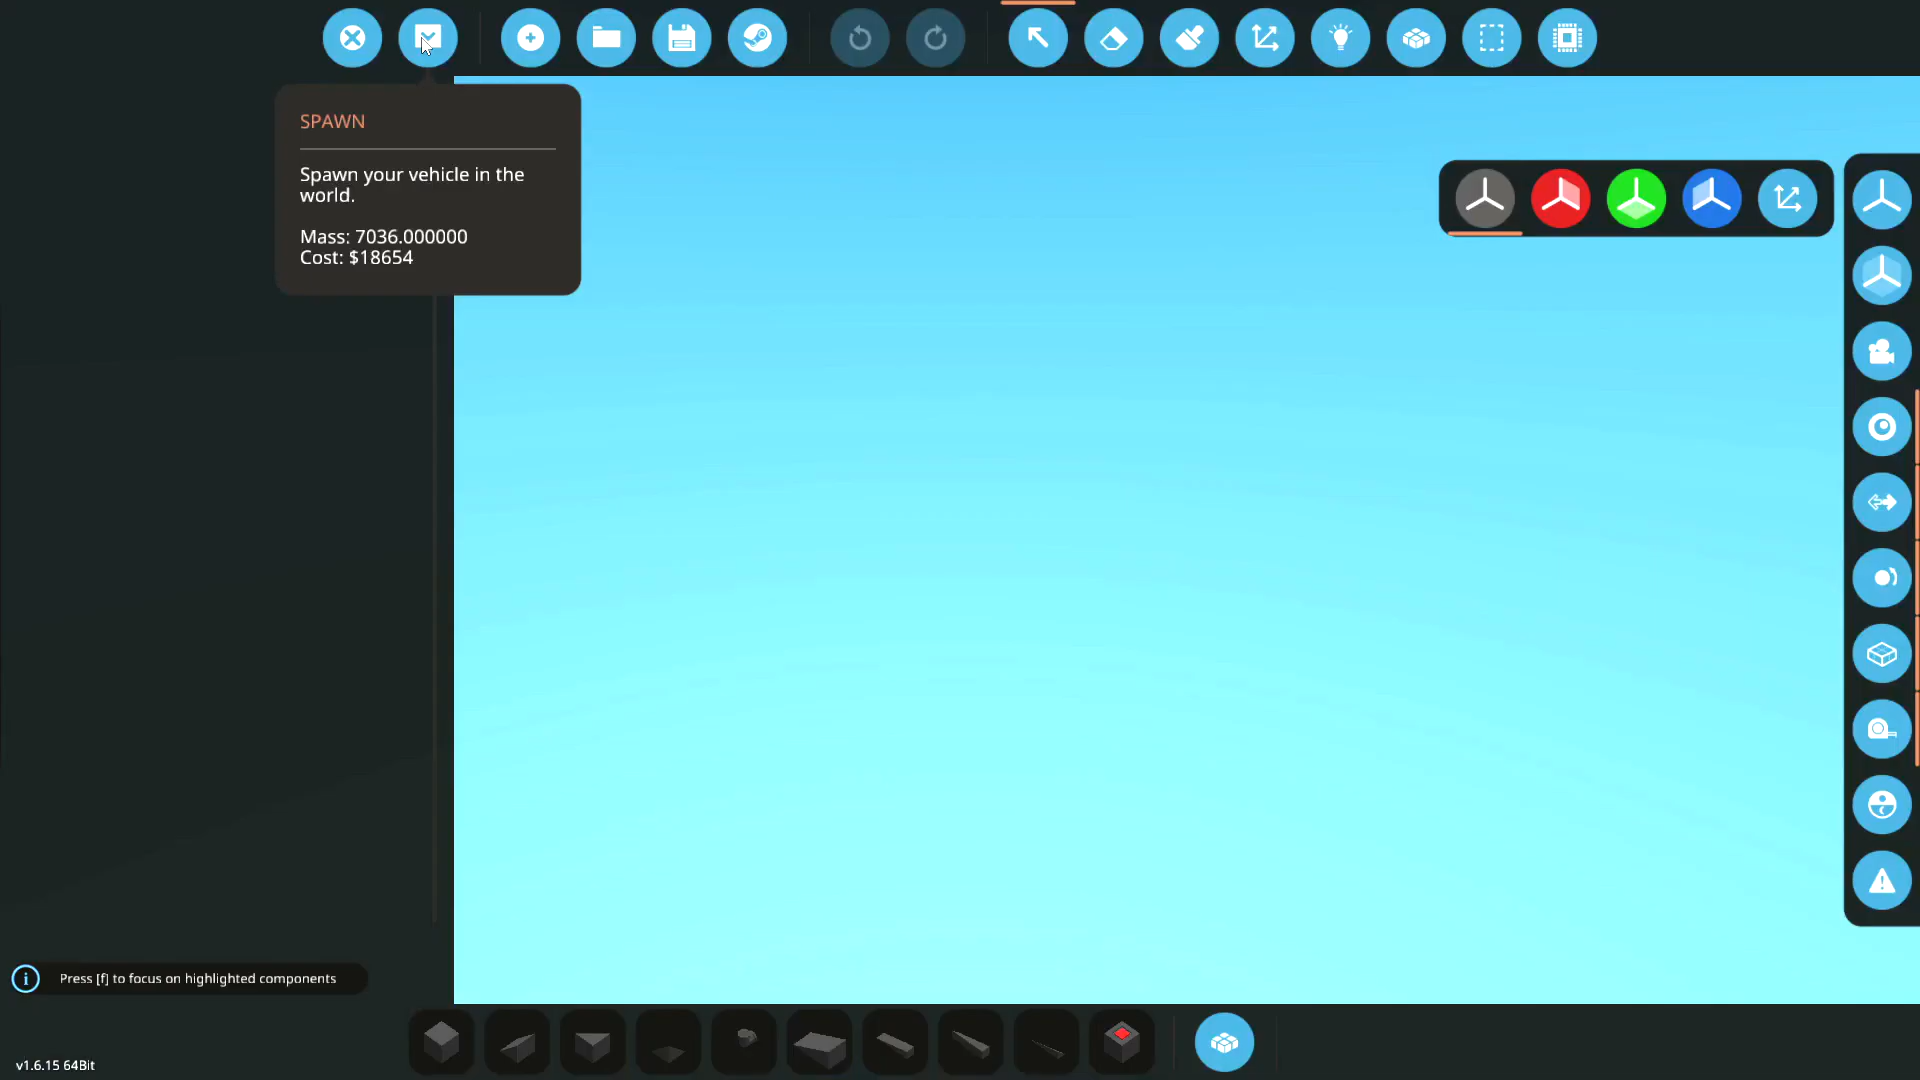 SPAWN
Spawn your vehicle in the
world.
Mass: 7036.000000
Cost: $18654
Press [f] to focus on highlighted components
v1.6.15 64Bit